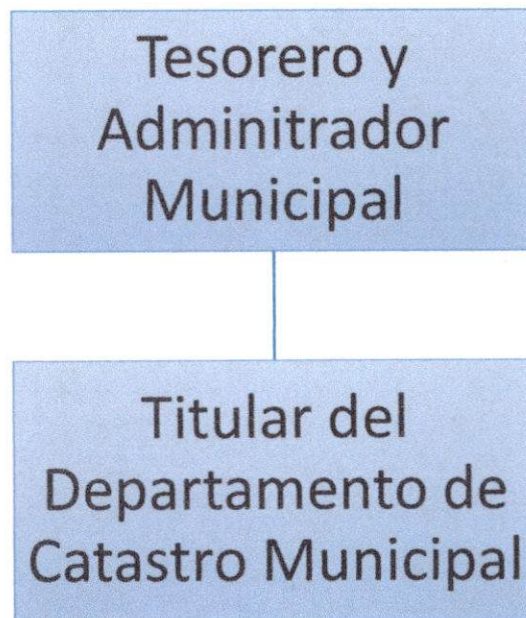 Tesorero y
Adminitrador
Municipal
Titular del
Departamento de
Catastro Municipal